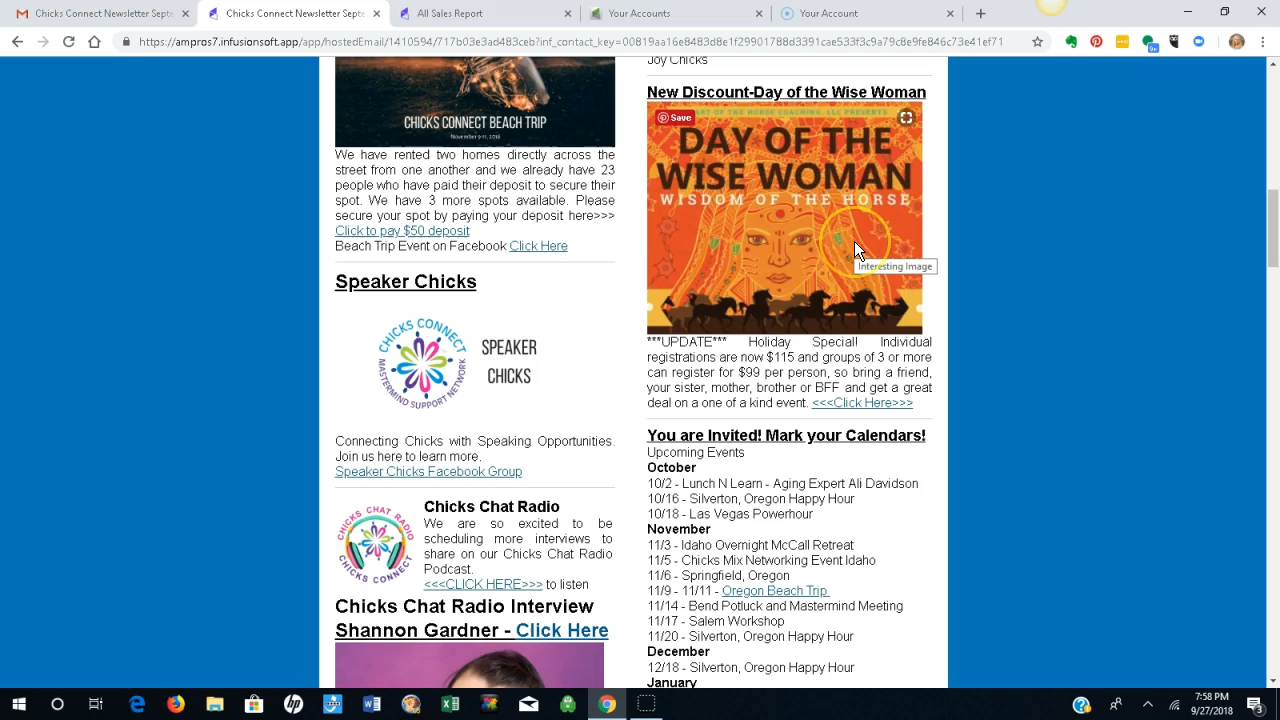 Chicks Connect Newsletter Septe
Chicks Connect Newsletter Septe
All Sales Report
Your Accounts
Your Account
https://ampros7.infusionsoft.app/app/hostedEmail/1410594/117b03e3ad483ceb?inf_contact_key=00819aa16e8483d8e1f29901788d3391cae533f3c9a79c8e9fe846c73e41ef71
CHICKS CONNECT BEACH TRIP
November 9-11, 2018
We have rented two homes directly across the
street from one another and we already have 23
people who have paid their deposit to secure their
spot. We have 3 more spots available. Please
secure your spot by paying your deposit here>>>
Click to pay $50 deposit
Beach Trip Event on Facebook Click Here
Speaker Chicks
CHICKS CONNECT
MASTERMIND SUPPORT NETWORK
SPEAKER
CHICKS
Connecting Chicks with Speaking Opportunities.
Join us here to learn more.
Speaker Chicks Facebook Group
CHICKS CHAT RADIO
CHICKS CONNECT
Chicks Chat Radio
We are so excited to be
scheduling more interviews to
share on our Chicks Chat Radio
Podcast.
<<<CLICK HERE>>> to listen
Chicks Chat Radio Interview
Shannon Gardner - Click Here
Joy Chicks
New Discount-Day of the Wise Woman
Save
ART OF THE HORSE COACHING, LLC PRESENTS
DAY OF THE
WISE WOMAN
WISDOM OF THE HORSE
Interesting Image
***UPDATE*** Holiday Special! Individual
registrations are now $115 and groups of 3 or more
can register for $99 per person, so bring a friend,
your sister, mother, brother or BFF and get a great
deal on a one of a kind event. <<<Click Here>>>
You are Invited! Mark your Calendars!
Upcoming Events
October
10/2 - Lunch N Learn - Aging Expert Ali Davidson
10/16 - Silverton, Oregon Happy Hour
10/18 - Las Vegas Powerhour
November
11/3 - Idaho Overnight McCall Retreat
11/5 - Chicks Mix Networking Event Idaho
11/6 - Springfield, Oregon
11/9 - 11/11 - Oregon Beach Trip
11/14 - Bend Potluck and Mastermind Meeting
11/17 - Salem Workshop
11/20 - Silverton, Oregon Happy Hour
December
12/18 - Silverton, Oregon Happy Hour
January
7:58 PM
9/27/2018